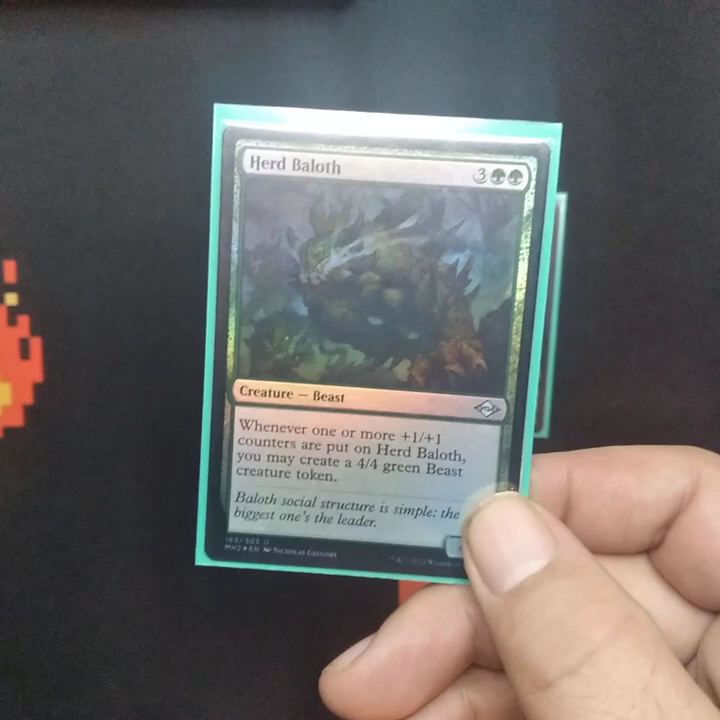 Herd Baloth
3
Creature — Beast
Whenever one or more +1/+1
counters are put on Herd Baloth,
you may create a 4/4 green Beast
creature token.
Baloth social structure is simple: the
biggest one's the leader.
165/303 U
MH2 EN Nicholas Gregory